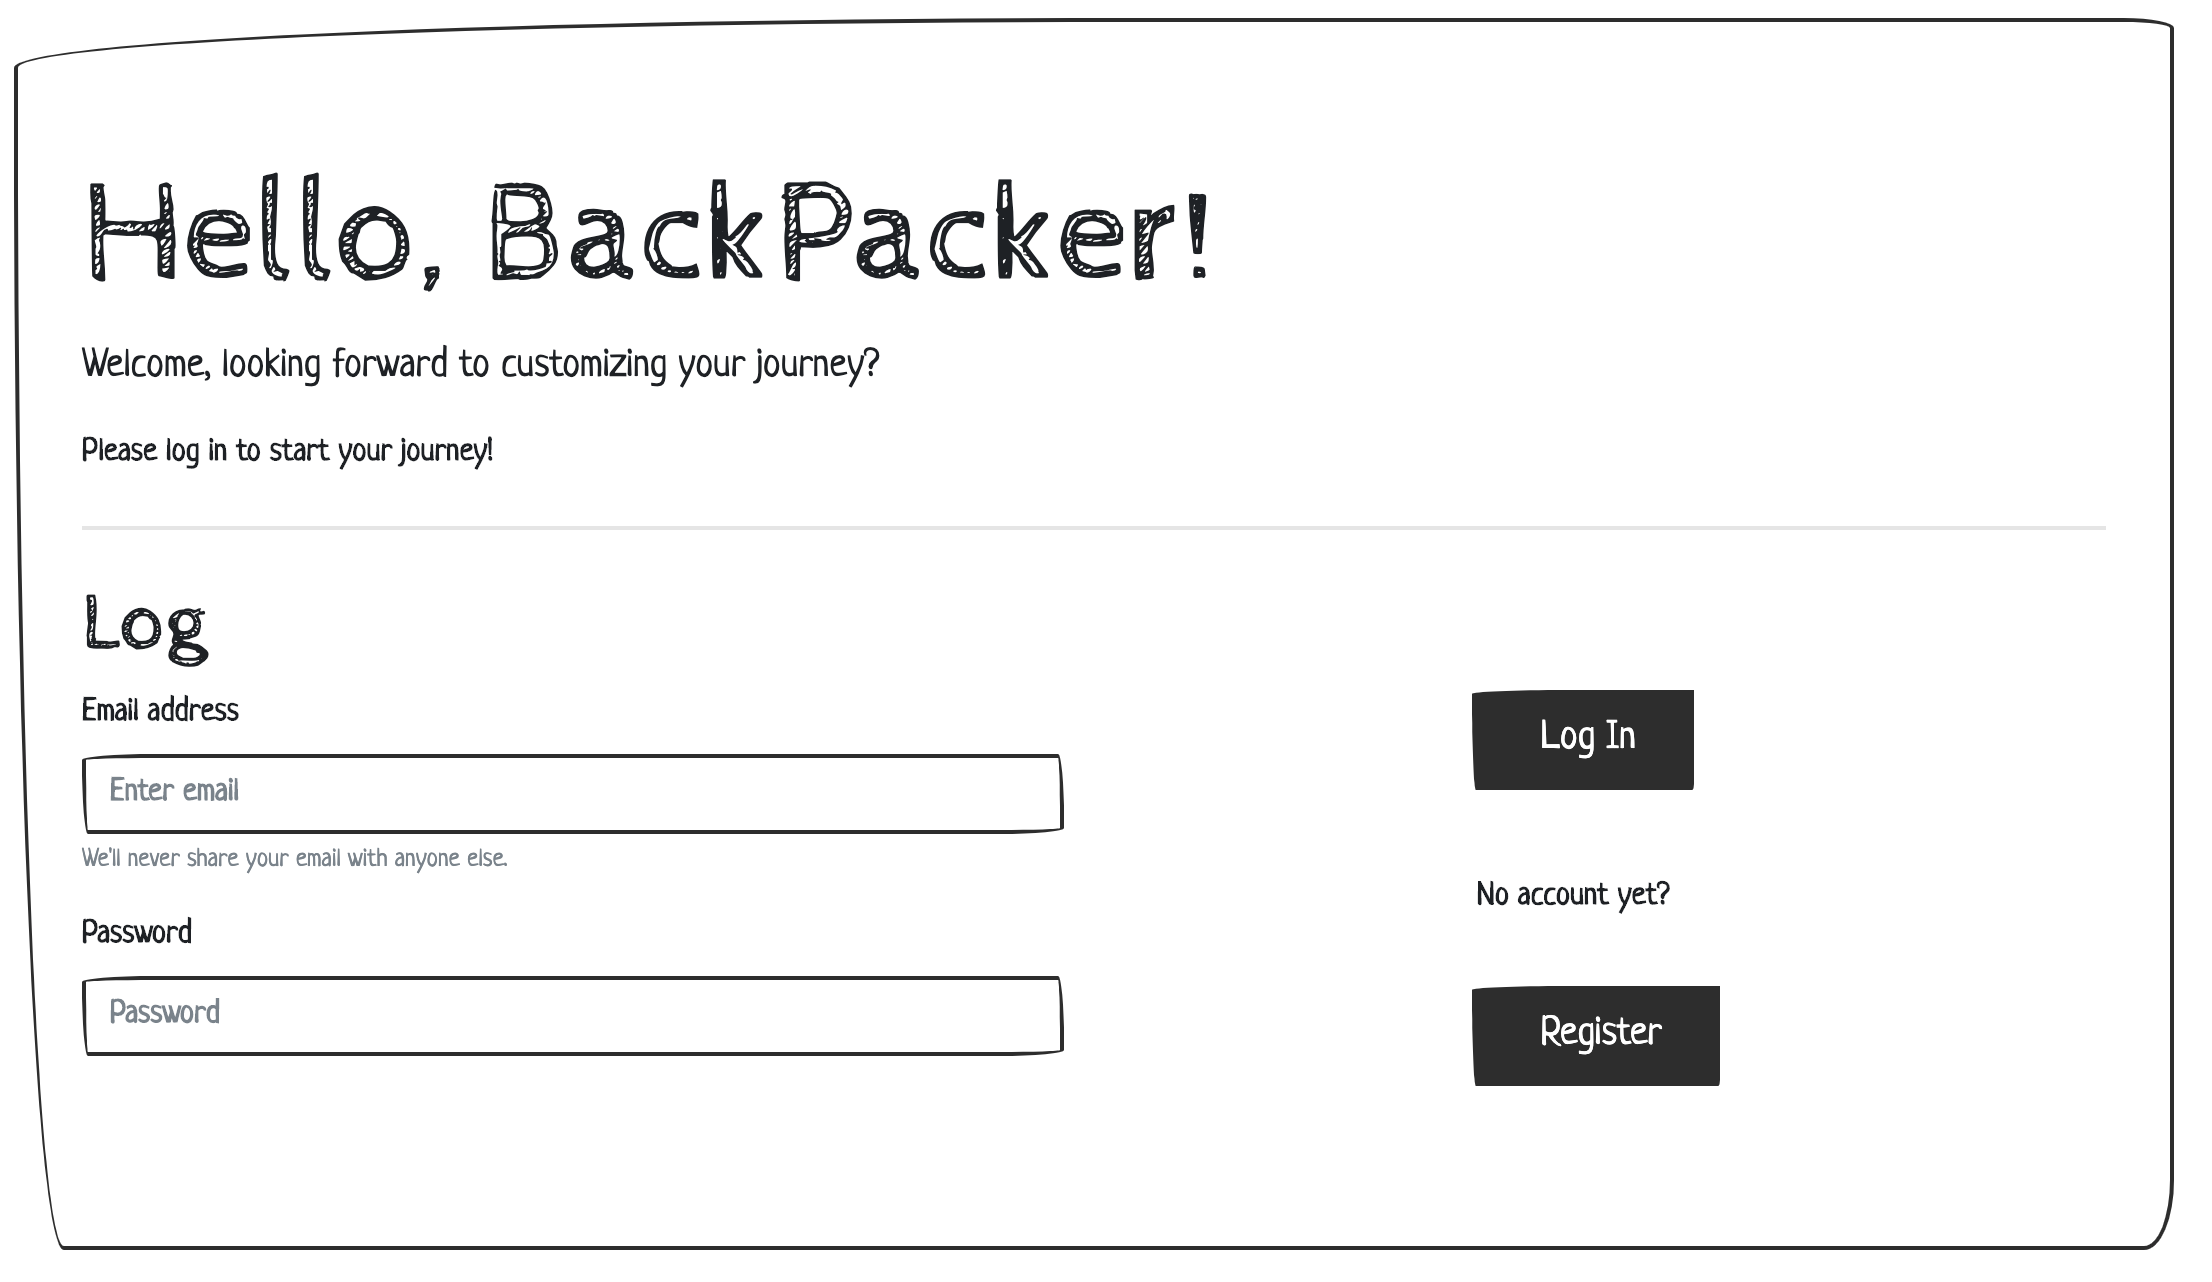 Hello, BackPacker!
Welcome, looking forward to customizing your journey?
Please log in to start your journey!
Log
Email address
Enter email
We'll never share your email with anyone else.
Password
Password
Log In
No account yet?
Register